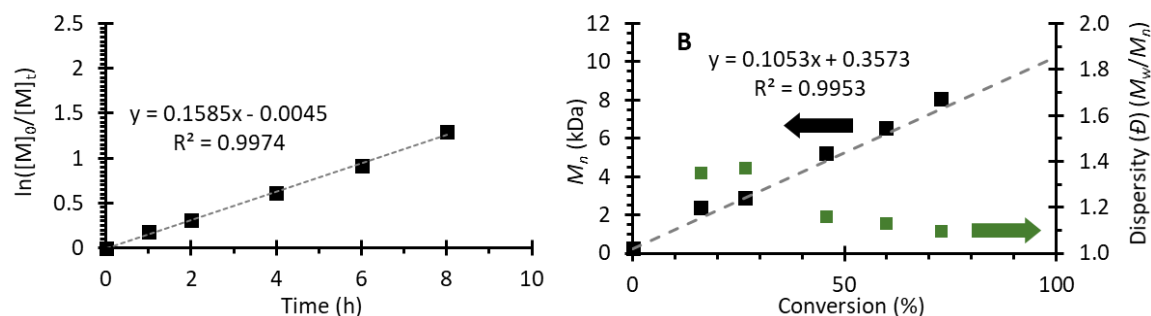 2.5
2
1.5
1
0.5
0
ln([M]₀/[M]ₜ)
y = 0.1585x - 0.0045
R² = 0.9974
0 2 4 6 8 10
Time (h)
B
12
10
8
6
4
2
0
Mn (kDa)
y = 0.1053x + 0.3573
R² = 0.9953
2.0
1.8
1.6
1.4
1.2
1.0
Dispersity (Đ) (Mw/Mn)
0 50 100
Conversion (%)